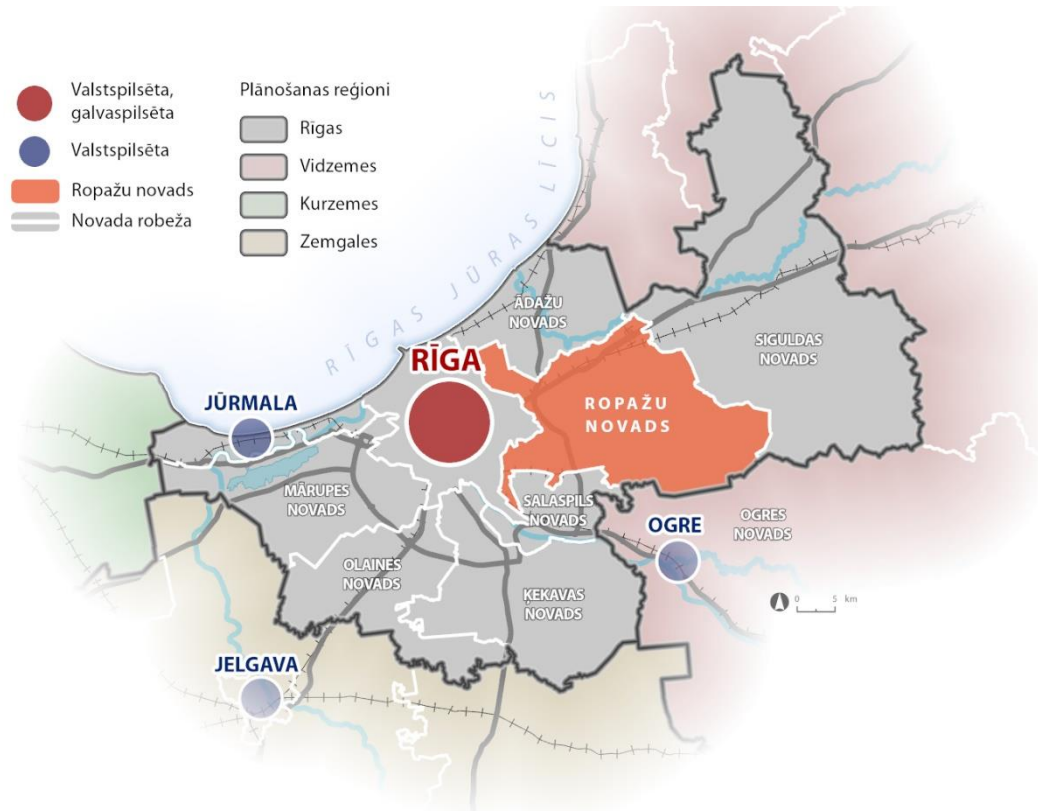 Valstspilsēta,
galvaspilsēta
Valstspilsēta
Ropažu novads
Novada robeža
Plānošanas reģioni
Rīgas
Vidzemes
Kurzemes
Zemgales
RĪGAS JŪRAS LĪCIS
ĀDAŽU
NOVADS
RĪGA
SIGULDAS
NOVADS
JŪRMALA
ROPAŽU
NOVADS
MĀRUPES
NOVADS
SALASPILS
NOVADS
OGRE
OGRES
NOVADS
OLAINES
NOVADS
ĶEKAVAS
NOVADS
0 5 km
JELGAVA